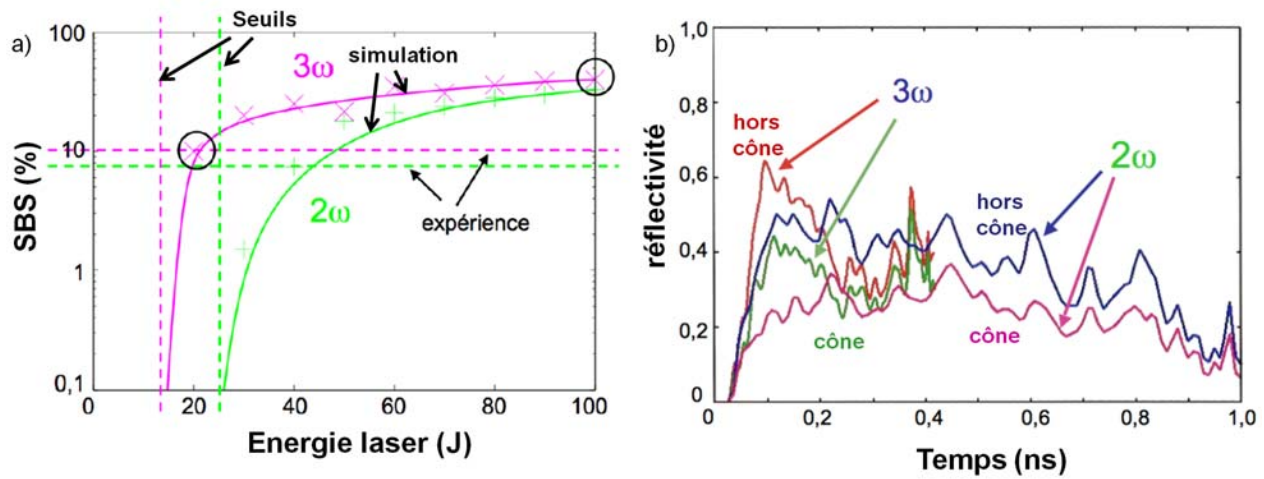 a)
Seuils
100
10
1
0,1
SBS (%)
3ω
simulation
2ω
expérience
0
20
40
60
80
100
Energie laser (J)
b)
1,0
0,8
0,6
0,4
0,2
0
réflectivité
hors
cône
3ω
hors
cône
2ω
cône
cône
0
0,2
0,4
0,6
0,8
1,0
Temps (ns)